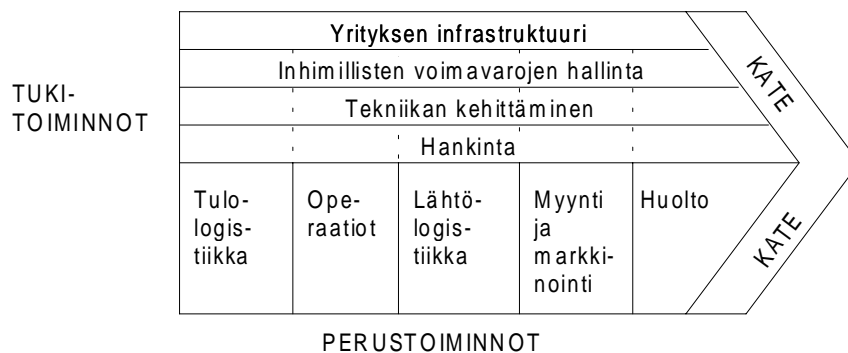 Yrityksen infrastruktuuri
Inhimillisten voimavarojen hallinta
Tekniikan kehittäminen
Hankinta
TUKI-
TOIMINNOT
Tulo-
logis-
tiikka
Ope-
raatiot
Lähtö-
logis-
tiikka
Myynti
ja
markki-
nointi
Huolto
KATE
KATE
PERUSTOIMINNOT